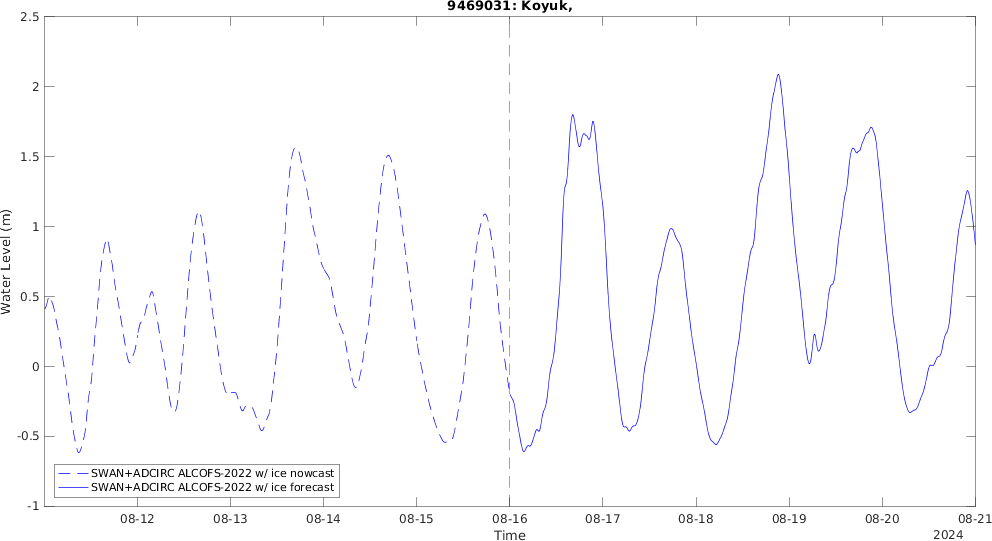 9469031: Koyuk,
2.5
2
1.5
1
0.5
0
-0.5
-1
Water Level (m)
SWAN+ADCIRC ALCOFS-2022 w/ ice nowcast
SWAN+ADCIRC ALCOFS-2022 w/ ice forecast
08-12 08-13 08-14 08-15 08-16 08-17 08-18 08-19 08-20 08-21
Time
2024